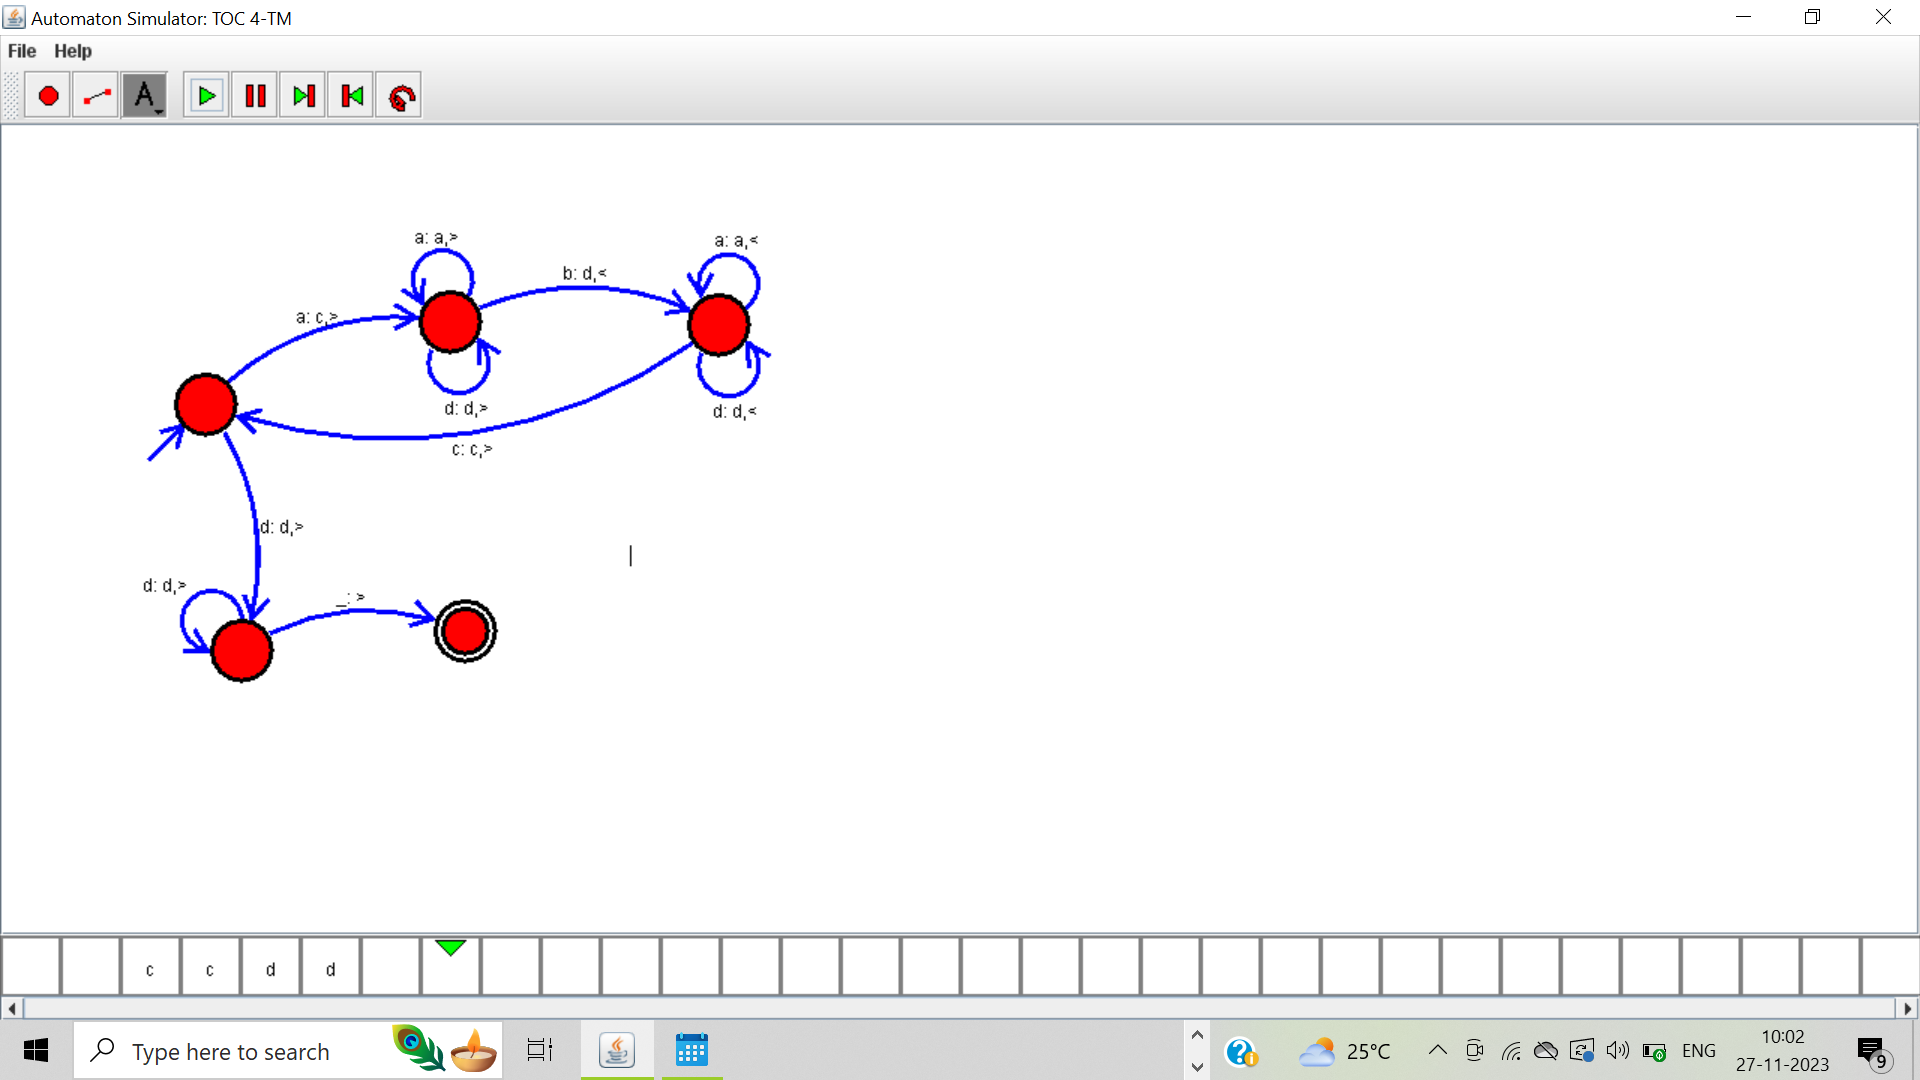 Automaton Simulator: TOC 4-TM
File Help
A
a: a,>
a: a,<
b: d,<
a: c,>
d: d,>
d: d,<
c: c,>
d: d,>
d: d,>
_: >
c c d d
Type here to search
25°C
ENG
10:02
27-11-2023
9